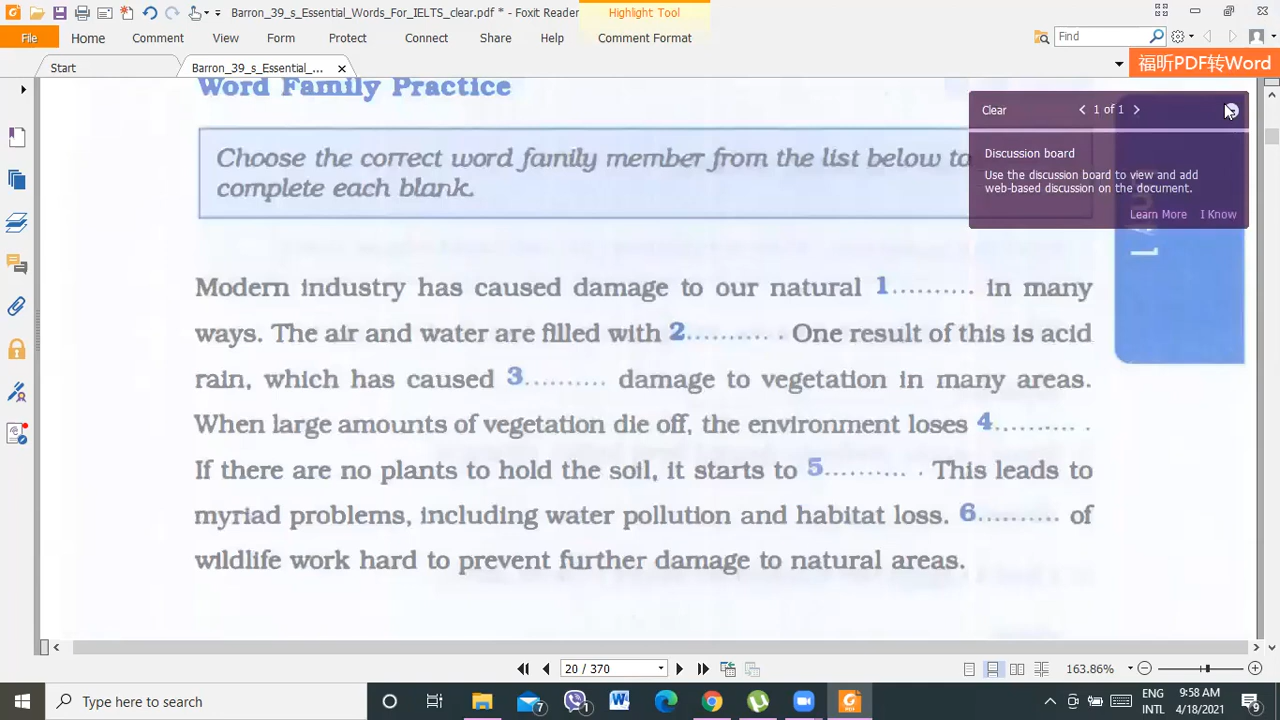 Barron_39_s_Essential_Words_For_IELTS_clear.pdf * - Foxit Reader
Highlight Tool
File
Home
Comment
View
Form
Protect
Connect
Share
Help
Comment Format
Find
Start
Barron_39_s_Essential_...
福昕PDF转Word
Word Family Practice
Clear
1 of 1
Choose the correct word family member from the list below to
complete each blank.
Discussion board
Use the discussion board to view and add
web-based discussion on the document.
Learn More I Know
Modern industry has caused damage to our natural 1.......... in many
ways. The air and water are filled with 2.......... . One result of this is acid
rain, which has caused 3.......... damage to vegetation in many areas.
When large amounts of vegetation die off, the environment loses 4.......... .
If there are no plants to hold the soil, it starts to 5.......... . This leads to
myriad problems, including water pollution and habitat loss. 6.......... of
wildlife work hard to prevent further damage to natural areas.
20 / 370
163.86%
Type here to search
7
1
ENG
INTL
9:58 AM
4/18/2021
9